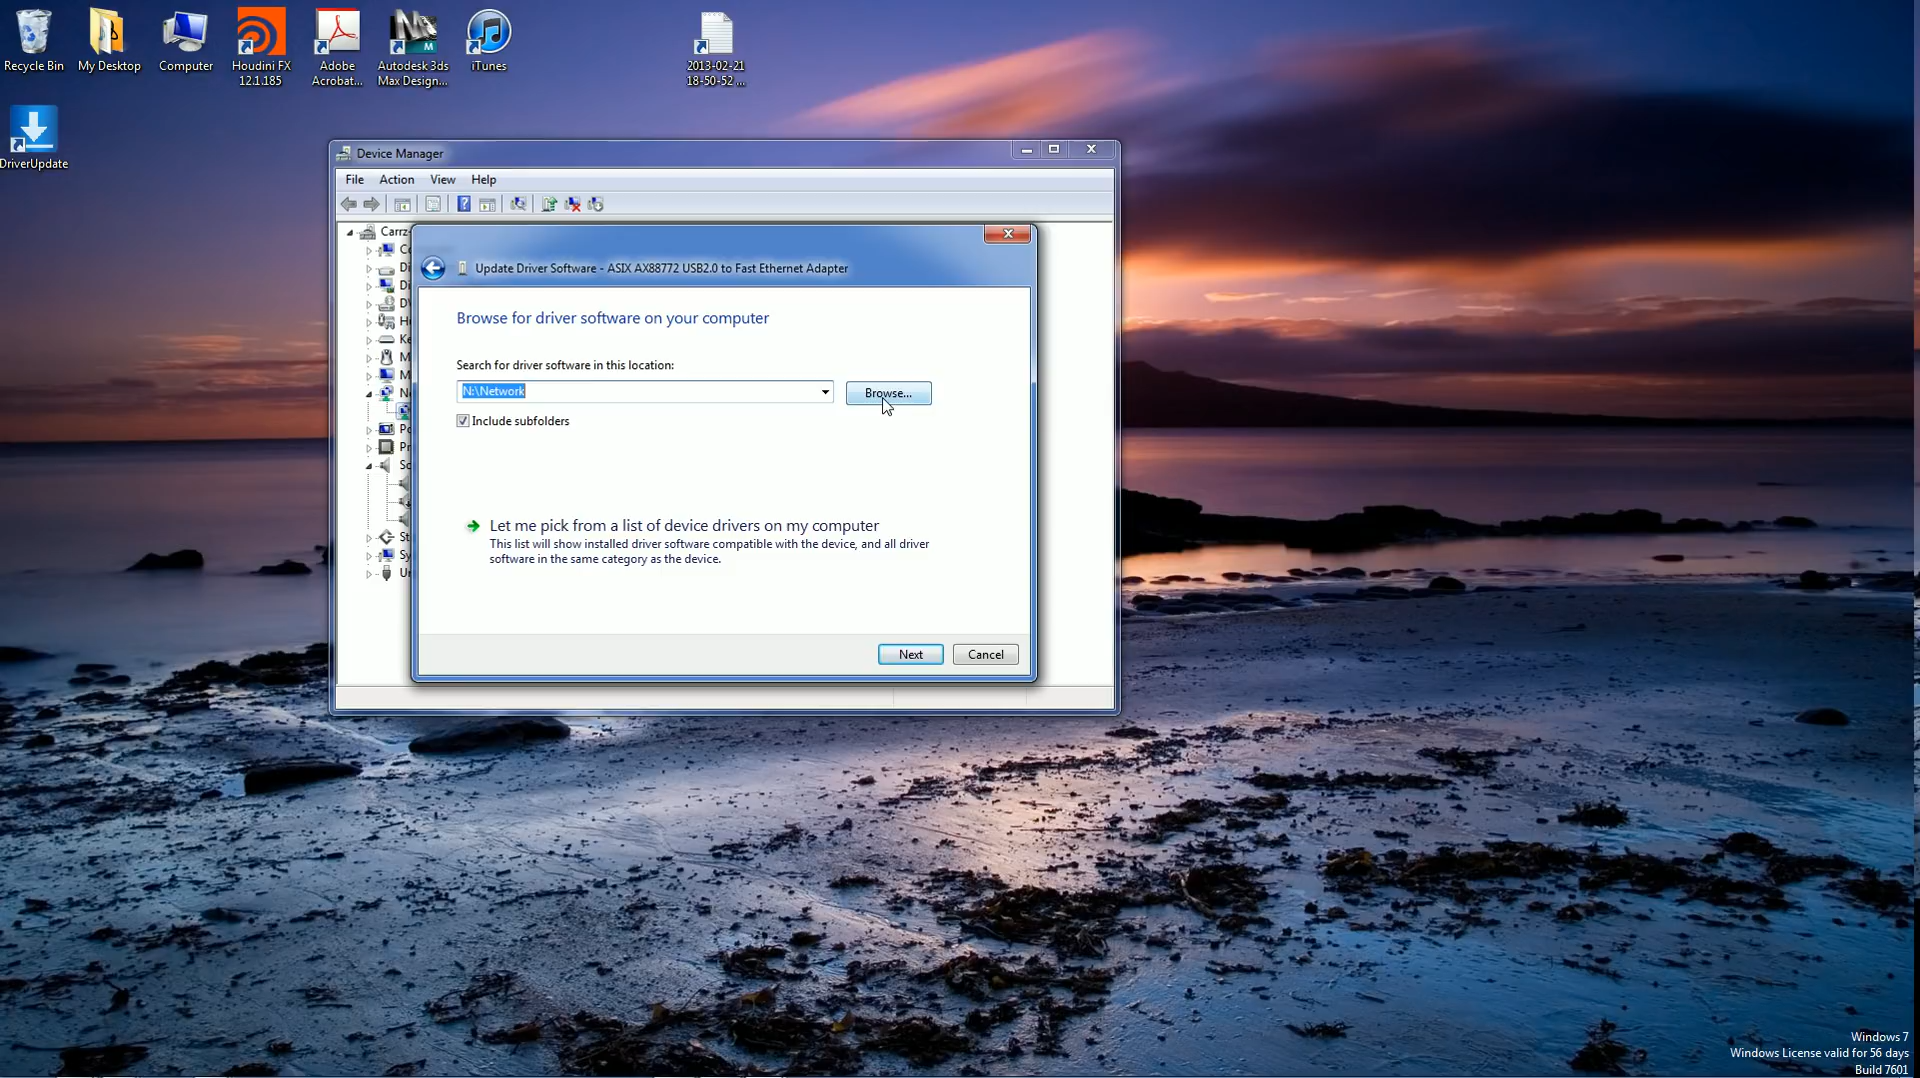 Recycle Bin
My Desktop
Computer
Houdini FX
12.1.185
Adobe
Acrobat...
Autodesk 3ds
Max Design...
iTunes
2013-02-21
18-50-52 ...
DriverUpdate
Device Manager
File Action View Help
Carrz-
Update Driver Software - ASIX AX88772 USB2.0 to Fast Ethernet Adapter
Browse for driver software on your computer
Search for driver software in this location:
N:\Network
Browse...
Include subfolders
Let me pick from a list of device drivers on my computer
This list will show installed driver software compatible with the device, and all driver
software in the same category as the device.
Next
Cancel
Windows 7
Windows License valid for 56 days
Build 7601